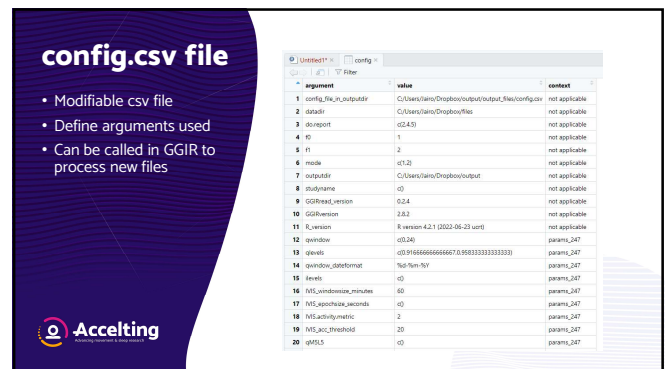 config.csv file
• Modifiable csv file
• Define arguments used
• Can be called in GGIR to
process new files
Accelting
Advancing movement & sleep research
Untitled1* × config ×
Filter
argument value context
1 config_file_in_outputdir C:/Users/Jairo/Dropbox/output/output_files/config.csv not applicable
2 datadir C:/Users/Jairo/Dropbox/files not applicable
3 do.report c(2,4,5) not applicable
4 f0 1 not applicable
5 f1 2 not applicable
6 mode c(1,2) not applicable
7 outputdir C:/Users/Jairo/Dropbox/output not applicable
8 studyname c() not applicable
9 GGIRread_version 0.2.4 not applicable
10 GGIRversion 2.8.2 not applicable
11 R_version R version 4.2.1 (2022-06-23 ucrt) not applicable
12 qwindow c(0,24) params_247
13 qlevels c(0.916666666666667,0.958333333333333) params_247
14 qwindow_dateformat %d-%m-%Y params_247
15 ilevels c() params_247
16 IVIS_windowsize_minutes 60 params_247
17 IVIS_epochsize_seconds c() params_247
18 IVIS.activity.metric 2 params_247
19 IVIS_acc_threshold 20 params_247
20 qM5L5 c() params_247